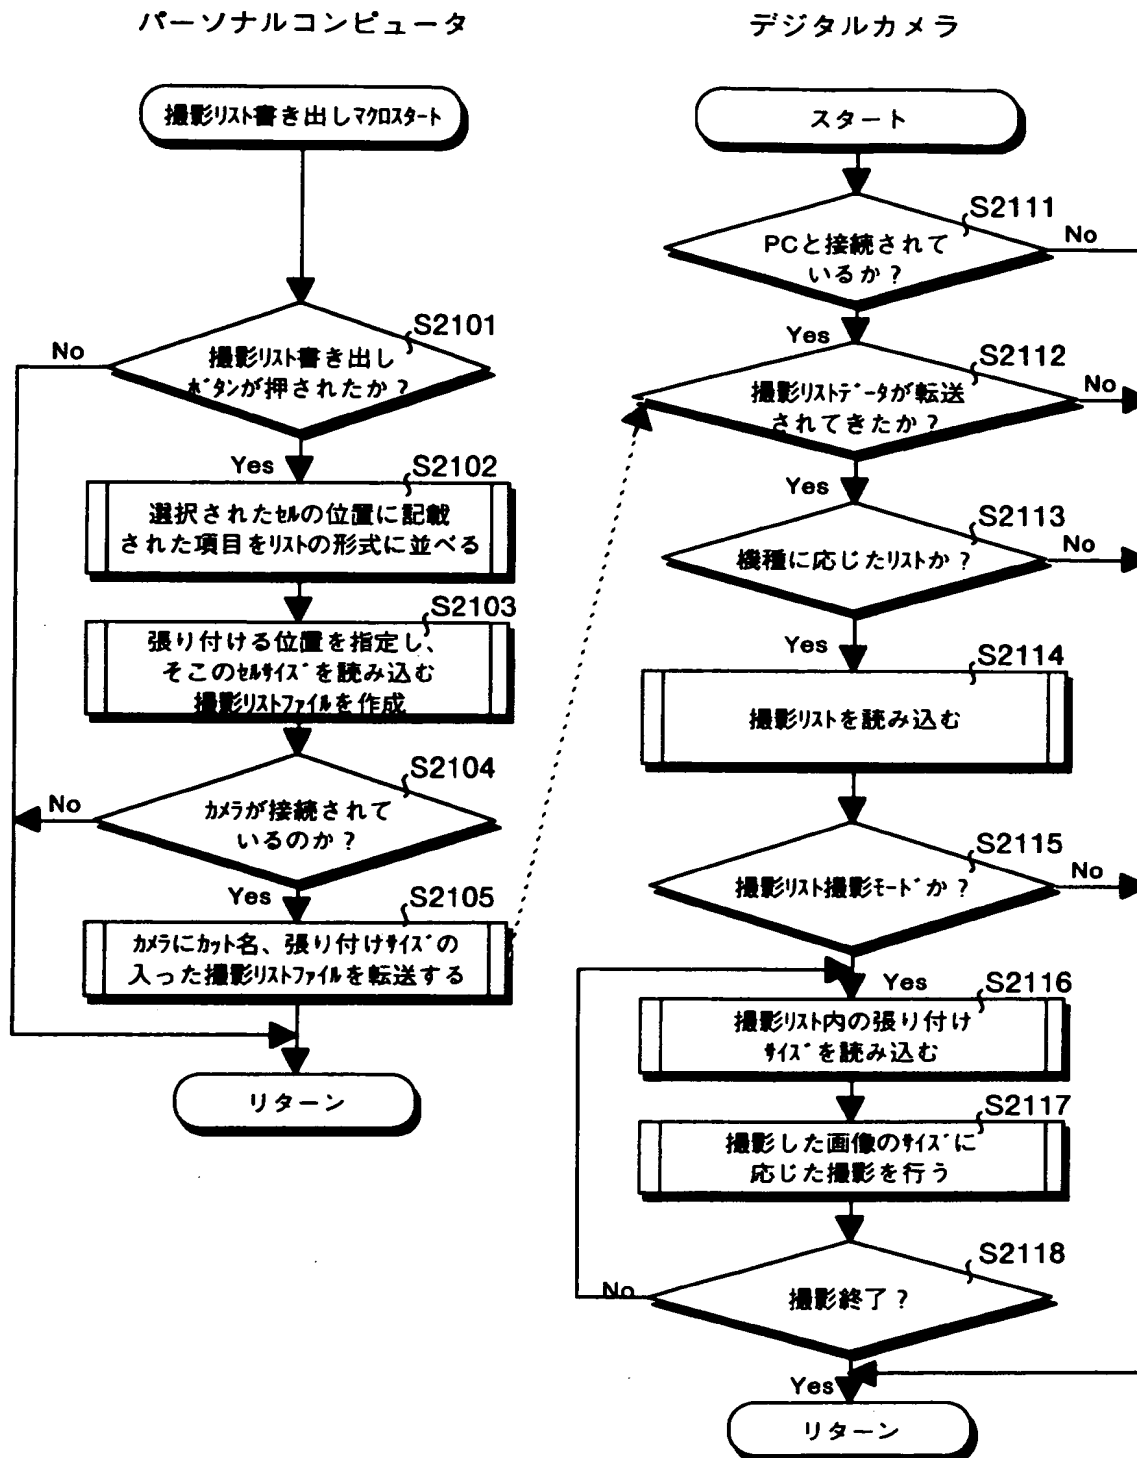 パーソナルコンピュータ
撮影リスト書き出しマクロスタート
S2101
No
撮影リスト書き出し
ボタンが押されたか？
Yes
S2102
選択されたセルの位置に記載
された項目をリストの形式に並べる
S2103
張り付ける位置を指定し、
そこのセルサイズを読み込む
撮影リストファイルを作成
S2104
No
カメラが接続されて
いるのか？
Yes
S2105
カメラにカット名、張り付けサイズの
入った撮影リストファイルを転送する
リターン
デジタルカメラ
スタート
S2111
No
PCと接続されて
いるか？
Yes
S2112
No
撮影リストデータが転送
されてきたか？
Yes
S2113
No
機種に応じたリストか？
Yes
S2114
撮影リストを読み込む
S2115
No
撮影リスト撮影モードか？
Yes
S2116
撮影リスト内の張り付け
サイズを読み込む
S2117
撮影した画像のサイズに
応じた撮影を行う
S2118
No
撮影終了？
Yes
リターン